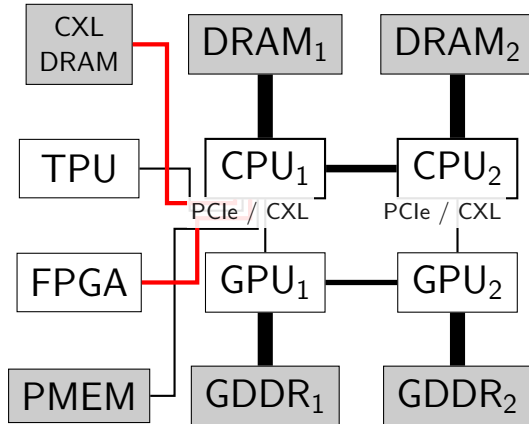 CXL
DRAM
DRAM₁
DRAM₂
TPU
CPU₁
CPU₂
PCIe / CXL
PCIe / CXL
FPGA
GPU₁
GPU₂
PMEM
GDDR₁
GDDR₂